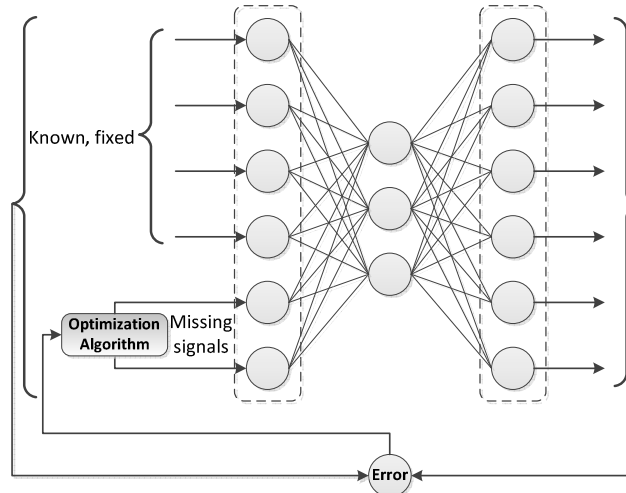 Known, fixed
Optimization
Algorithm
Missing
signals
Error